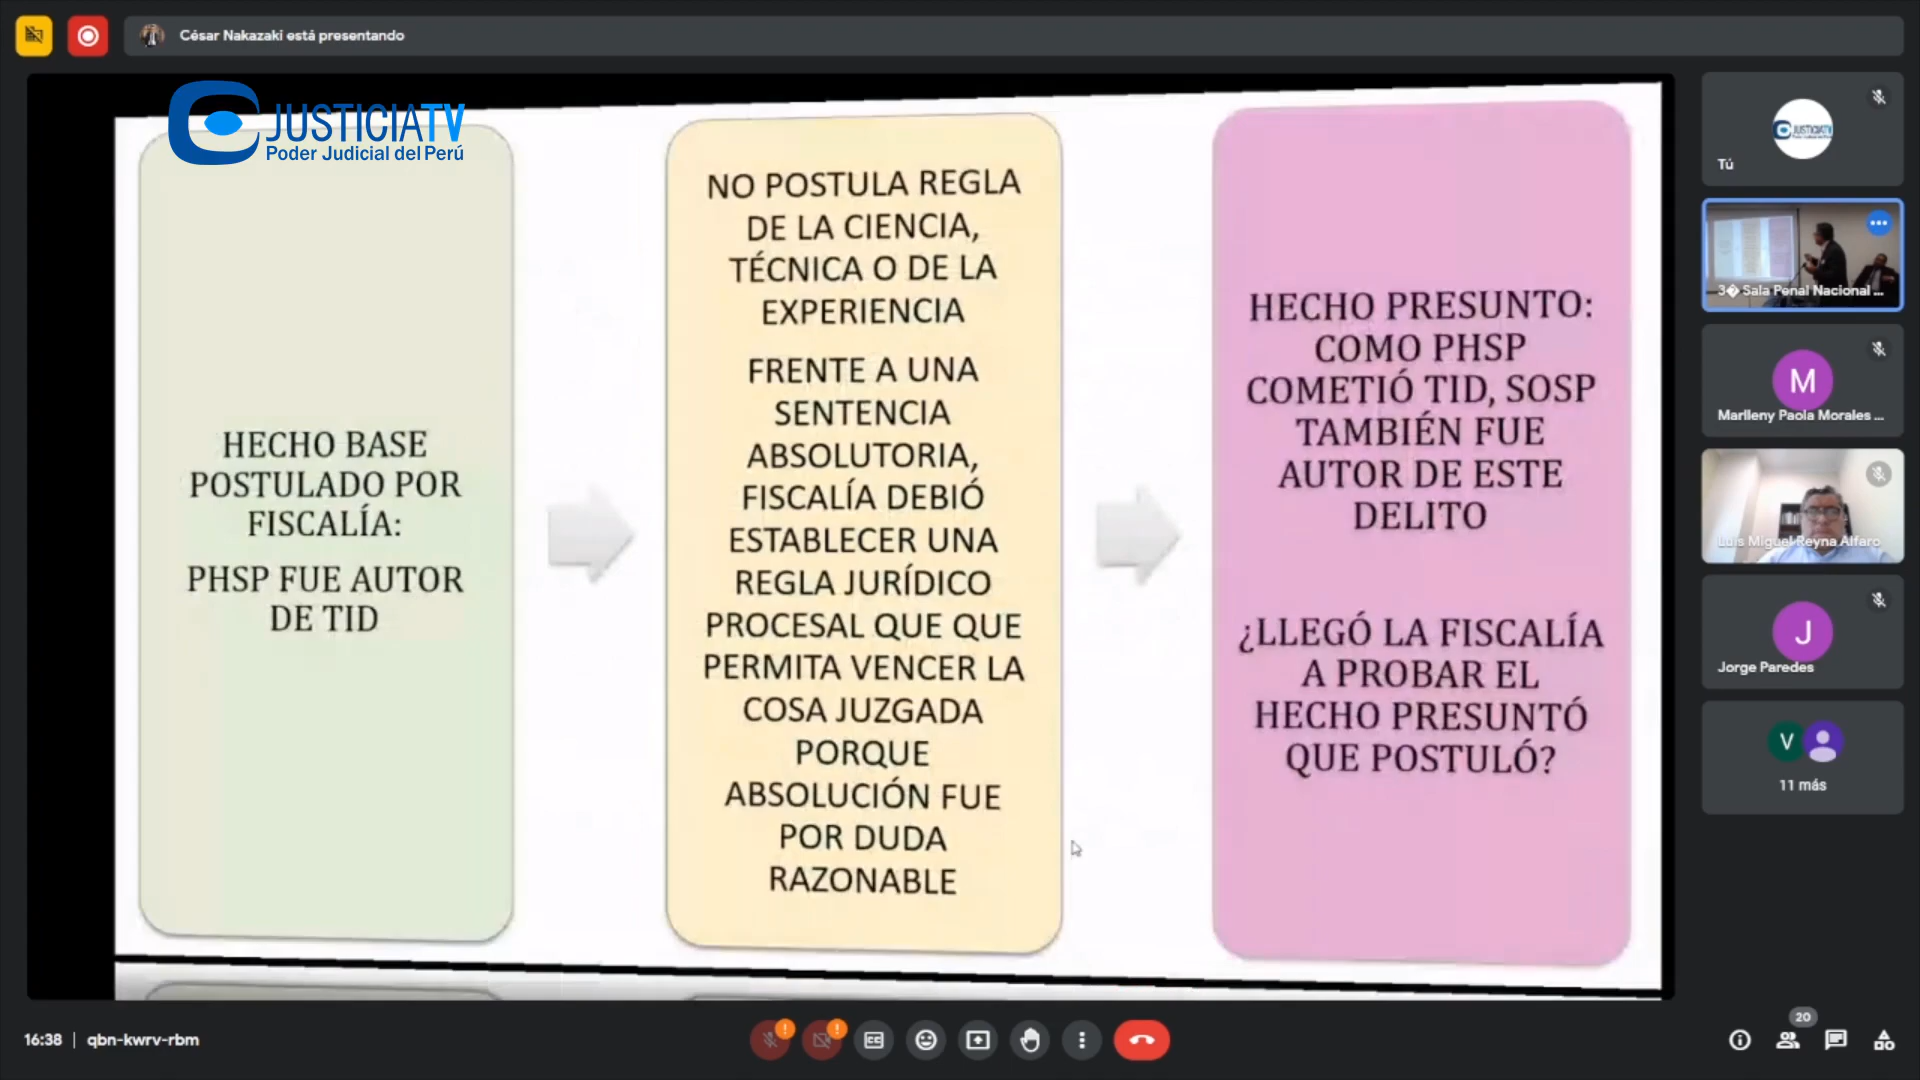 César Nakazaki está presentando
JUSTICIATV
Poder Judicial del Perú
HECHO BASE
POSTULADO POR
FISCALÍA:
PHSP FUE AUTOR
DE TID
NO POSTULA REGLA
DE LA CIENCIA,
TÉCNICA O DE LA
EXPERIENCIA
FRENTE A UNA
SENTENCIA
ABSOLUTORIA,
FISCALÍA DEBIÓ
ESTABLECER UNA
REGLA JURÍDICO
PROCESAL QUE QUE
PERMITA VENCER LA
COSA JUZGADA
PORQUE
ABSOLUCIÓN FUE
POR DUDA
RAZONABLE
HECHO PRESUNTO:
COMO PHSP
COMETIÓ TID, SOSP
TAMBIÉN FUE
AUTOR DE ESTE
DELITO
¿LLEGÓ LA FISCALÍA
A PROBAR EL
HECHO PRESUNTÓ
QUE POSTULÓ?
JUSTICIATV
Tú
3� Sala Penal Nacional ...
M
Marlleny Paola Morales ...
Luis Miguel Reyna Alfaro
J
Jorge Paredes
V
11 más
16:38 | qbn-kwrv-rbm
20